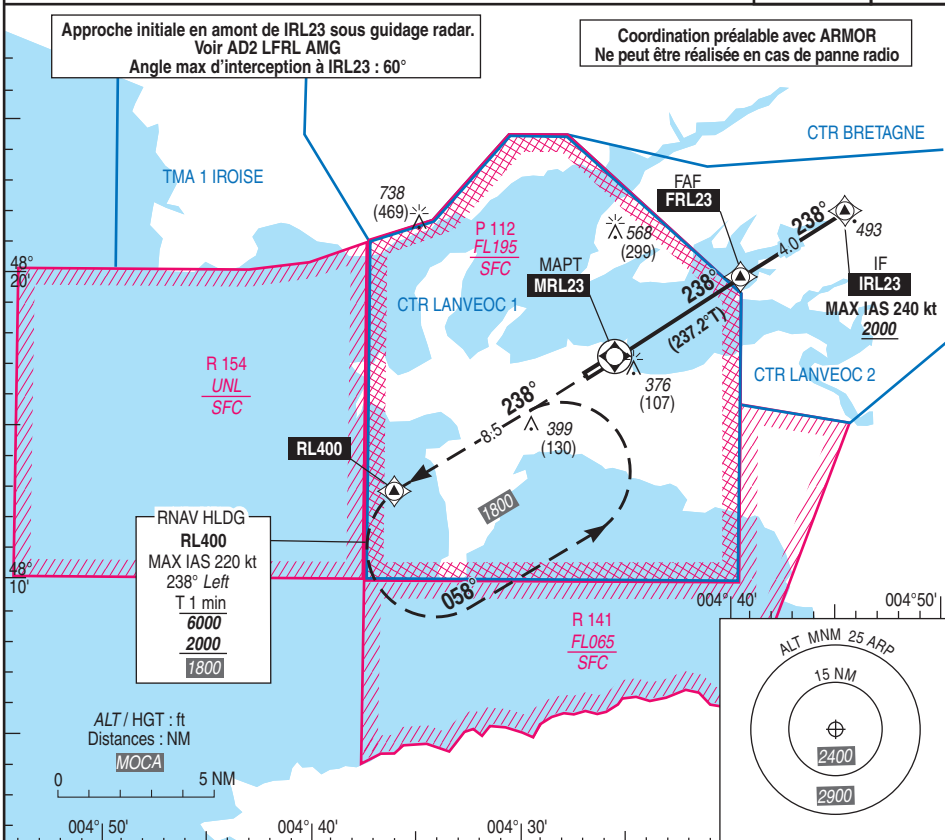 Approche initiale en amont de IRL23 sous guidage radar.
Voir AD2 LFRL AMG
Angle max d'interception à IRL23 : 60°
Coordination préalable avec ARMOR
Ne peut être réalisée en cas de panne radio
CTR BRETAGNE
TMA 1 IROISE
FAF
FRL23
738
(469)
P 112
FL195
SFC
568
(299)
238°
4.0
493
IF
IRL23
MAX IAS 240 kt
2000
48°
20'
MAPT
MRL23
238°
(237.2°T)
CTR LANVEOC 1
R 154
UNL
SFC
CTR LANVEOC 2
376
(107)
238°
8.5
399
(130)
RL400
1800
RNAV HLDG
RL400
MAX IAS 220 kt
238° Left
T 1 min
6000
2000
1800
48°
10'
058°
004° 40'
004° 50'
R 141
FL065
SFC
ALT MNM 25 ARP
15 NM
2400
2900
ALT / HGT : ft
Distances : NM
MOCA
0
5 NM
004° 50'
004° 40'
004° 30'